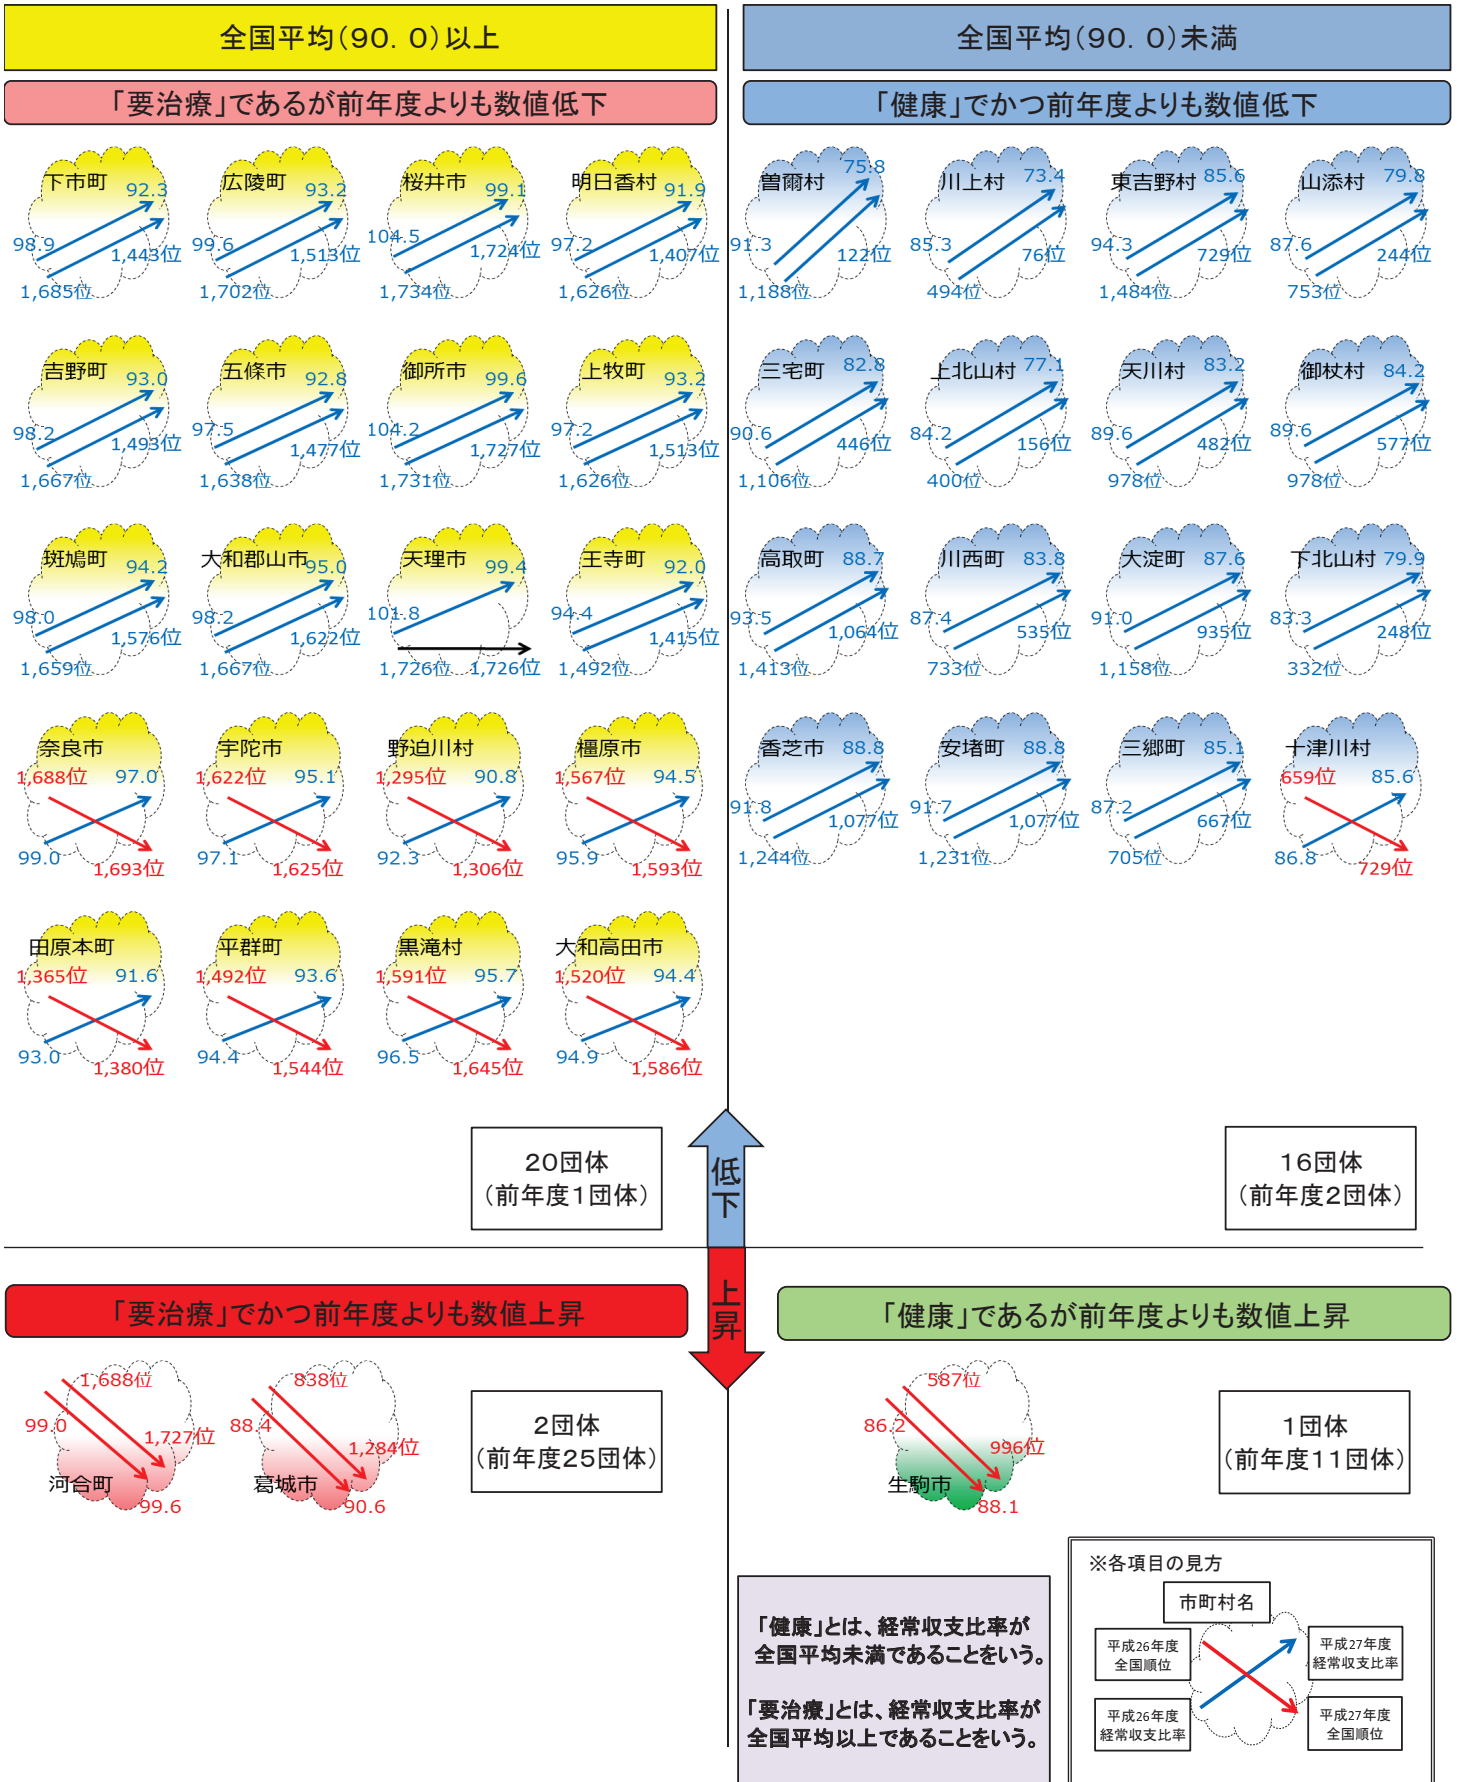 全国平均(90.0)以上
「要治療」であるが前年度よりも数値低下
下市町
92.3
98.9
1,443位
1,685位
広陵町
93.2
99.6
1,513位
1,702位
桜井市
99.1
104.5
1,724位
1,734位
明日香村
91.9
97.2
1,407位
1,626位
吉野町
93.0
98.2
1,493位
1,667位
五條市
92.8
97.5
1,477位
1,638位
御所市
99.6
104.2
1,727位
1,731位
上牧町
93.2
97.2
1,513位
1,626位
斑鳩町
94.2
98.0
1,576位
1,659位
大和郡山市
95.0
98.2
1,622位
1,667位
天理市
99.4
101.8
1,726位
1,726位
王寺町
92.0
94.4
1,415位
1,492位
奈良市
1,688位
97.0
99.0
1,693位
宇陀市
1,622位
95.1
97.1
1,625位
野迫川村
1,295位
90.8
92.3
1,306位
橿原市
1,567位
94.5
95.9
1,593位
田原本町
1,365位
91.6
93.0
1,380位
平群町
1,492位
93.6
94.4
1,544位
黒滝村
1,591位
95.7
96.5
1,645位
大和高田市
1,520位
94.4
94.9
1,586位
20団体
(前年度1団体)
全国平均(90.0)未満
「健康」でかつ前年度よりも数値低下
曽爾村
75.8
91.3
122位
1,188位
川上村
73.4
85.3
76位
494位
東吉野村
85.6
94.3
729位
1,484位
山添村
79.8
87.6
244位
753位
三宅町
82.8
90.6
446位
1,106位
上北山村
77.1
84.2
156位
400位
天川村
83.2
89.6
482位
978位
御杖村
84.2
89.6
577位
978位
高取町
88.7
93.5
1,064位
1,413位
川西町
83.8
87.4
535位
733位
大淀町
87.6
91.0
935位
1,158位
下北山村
79.9
83.3
248位
332位
香芝市
88.8
91.8
1,077位
1,244位
安堵町
88.8
91.7
1,077位
1,231位
三郷町
85.1
87.2
667位
705位
十津川村
659位
85.6
86.8
729位
16団体
(前年度2団体)
低下
上昇
「要治療」でかつ前年度よりも数値上昇
1,688位
99.0
1,727位
河合町
99.6
838位
88.4
1,284位
葛城市
90.6
2団体
(前年度25団体)
「健康」であるが前年度よりも数値上昇
587位
86.2
996位
生駒市
88.1
1団体
(前年度11団体)
「健康」とは、経常収支比率が
全国平均未満であることをいう。
「要治療」とは、経常収支比率が
全国平均以上であることをいう。
※各項目の見方
市町村名
平成26年度
全国順位
平成27年度
経常収支比率
平成26年度
経常収支比率
平成27年度
全国順位